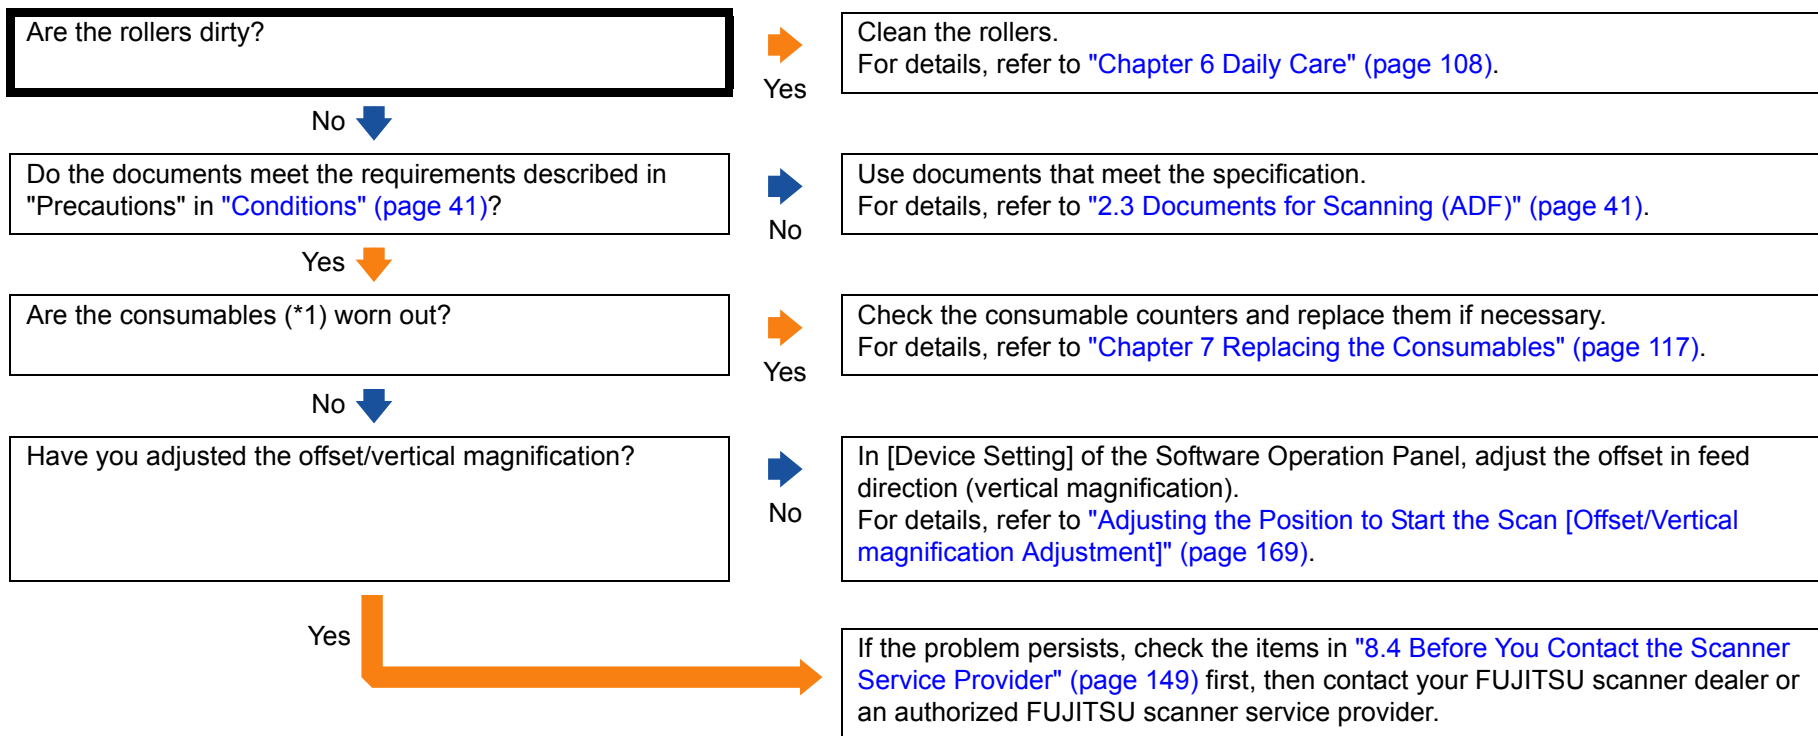 Are the rollers dirty?
Yes
Clean the rollers.
For details, refer to "Chapter 6 Daily Care" (page 108).
No
Do the documents meet the requirements described in
"Precautions" in "Conditions" (page 41)?
No
Use documents that meet the specification.
For details, refer to "2.3 Documents for Scanning (ADF)" (page 41).
Yes
Are the consumables (*1) worn out?
Yes
Check the consumable counters and replace them if necessary.
For details, refer to "Chapter 7 Replacing the Consumables" (page 117).
No
Have you adjusted the offset/vertical magnification?
No
In [Device Setting] of the Software Operation Panel, adjust the offset in feed
direction (vertical magnification).
For details, refer to "Adjusting the Position to Start the Scan [Offset/Vertical
magnification Adjustment]" (page 169).
Yes
If the problem persists, check the items in "8.4 Before You Contact the Scanner
Service Provider" (page 149) first, then contact your FUJITSU scanner dealer or
an authorized FUJITSU scanner service provider.